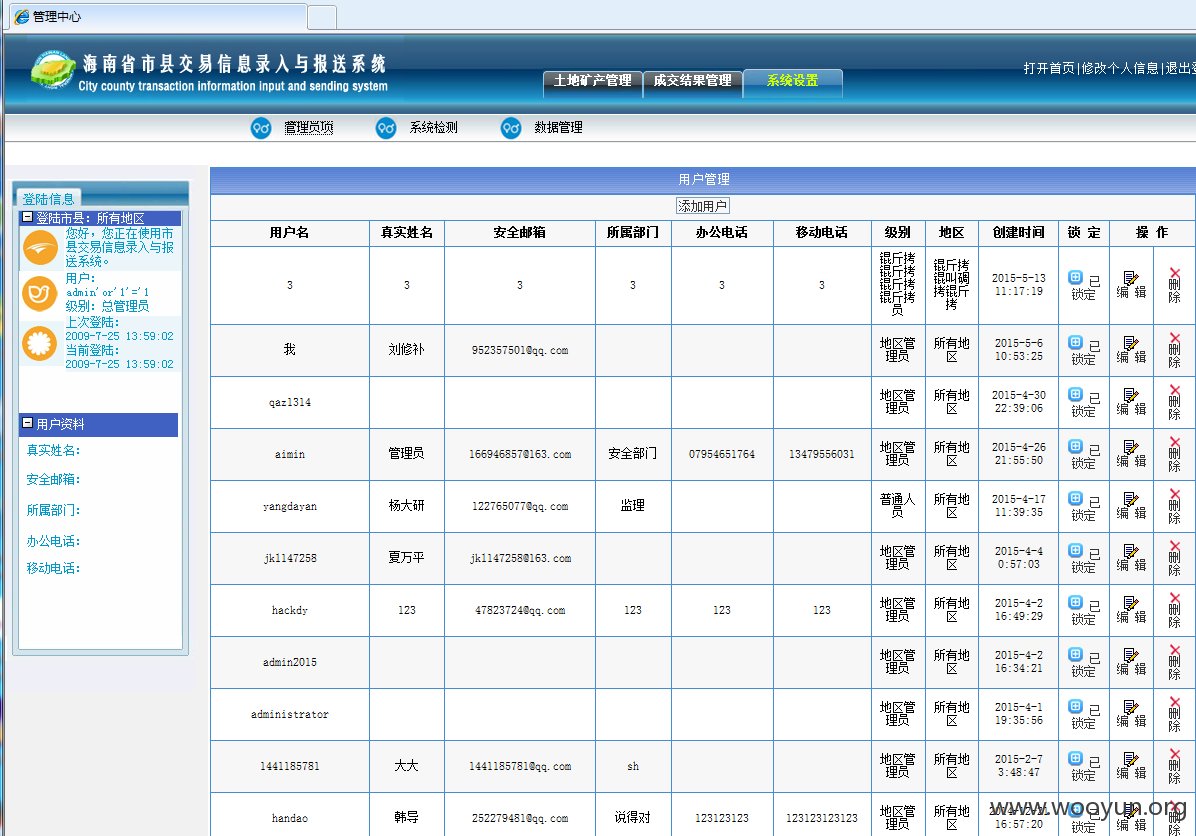 管理中心
海南省市县交易信息录入与报送系统
City county transaction information input and sending system
土地矿产管理 成交结果管理 系统设置
打开首页|修改个人信息|退出登
管理员项 系统检测 数据管理
登陆信息
登陆市县：所有地区
您好，您正在使用市
县交易信息录入与报
送系统。
用户：
admin'or'1'='1
级别：总管理员
上次登陆：
2009-7-25 13:59:02
当前登陆：
2009-7-25 13:59:02
用户资料
真实姓名：
安全邮箱：
所属部门：
办公电话：
移动电话：
用户管理
添加用户
用户名 真实姓名 安全邮箱 所属部门 办公电话 移动电话 级别 地区 创建时间 锁 定 操 作
3 3 3 3 3 3 锟斤拷锟斤拷锟斤拷锟斤拷员 锟斤拷锟叫碉拷锟斤拷 2015-5-13 11:17:19 已锁定 编 辑 删除
我 刘修补 952357501@qq.com 地区管理员 所有地区 2015-5-6 10:53:25 已锁定 编 辑 删除
qaz1314 地区管理员 所有地区 2015-4-30 22:39:06 已锁定 编 辑 删除
aimin 管理员 166946857@163.com 安全部门 07954651764 13479556031 地区管理员 所有地区 2015-4-26 21:55:50 已锁定 编 辑 删除
yangdayan 杨大研 122765077@qq.com 监理 普通人员 所有地区 2015-4-17 11:39:35 已锁定 编 辑 删除
jk1147258 夏万平 jk1147258@163.com 地区管理员 所有地区 2015-4-4 0:57:03 已锁定 编 辑 删除
hackdy 123 47823724@qq.com 123 123 123 地区管理员 所有地区 2015-4-2 16:49:29 已锁定 编 辑 删除
admin2015 地区管理员 所有地区 2015-4-2 16:34:21 已锁定 编 辑 删除
administrator 地区管理员 所有地区 2015-4-1 19:35:56 已锁定 编 辑 删除
1441185781 大大 1441185781@qq.com sh 地区管理员 所有地区 2015-2-7 3:48:47 已锁定 编 辑 删除
handao 韩导 252279481@qq.com 说得对 123123123 123123123123 地区管理员 所有地区 16:57:20 已锁定 编 辑
www.wooyun.org